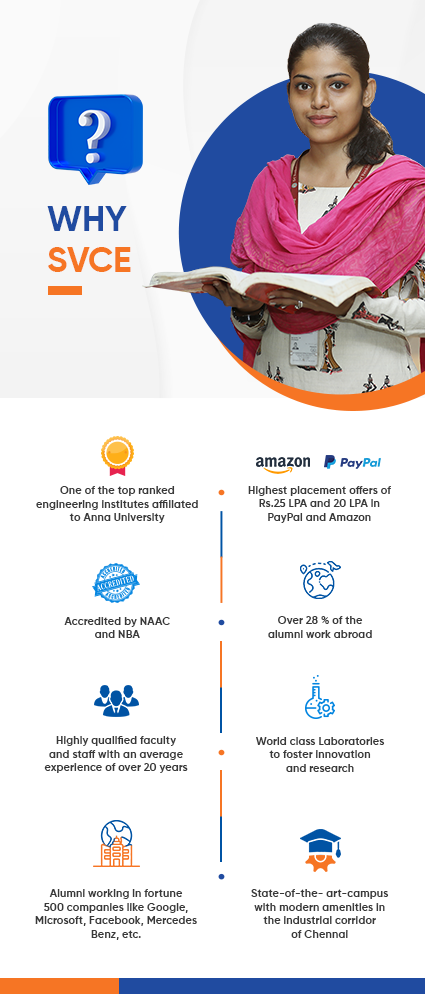 ?
WHY
SVCE
One of the top ranked
engineering institutes affiliated
to Anna University
amazon PayPal
Highest placement offers of
Rs.25 LPA and 20 LPA in
PayPal and Amazon
ACCREDITED
Accredited by NAAC
and NBA
Over 28 % of the
alumni work abroad
Highly qualified faculty
and staff with an average
experience of over 20 years
World class Laboratories
to foster innovation
and research
Alumni working in fortune
500 companies like Google,
Microsoft, Facebook, Mercedes
Benz, etc.
State-of-the- art-campus
with modern amenities in
the industrial corridor
of Chennai